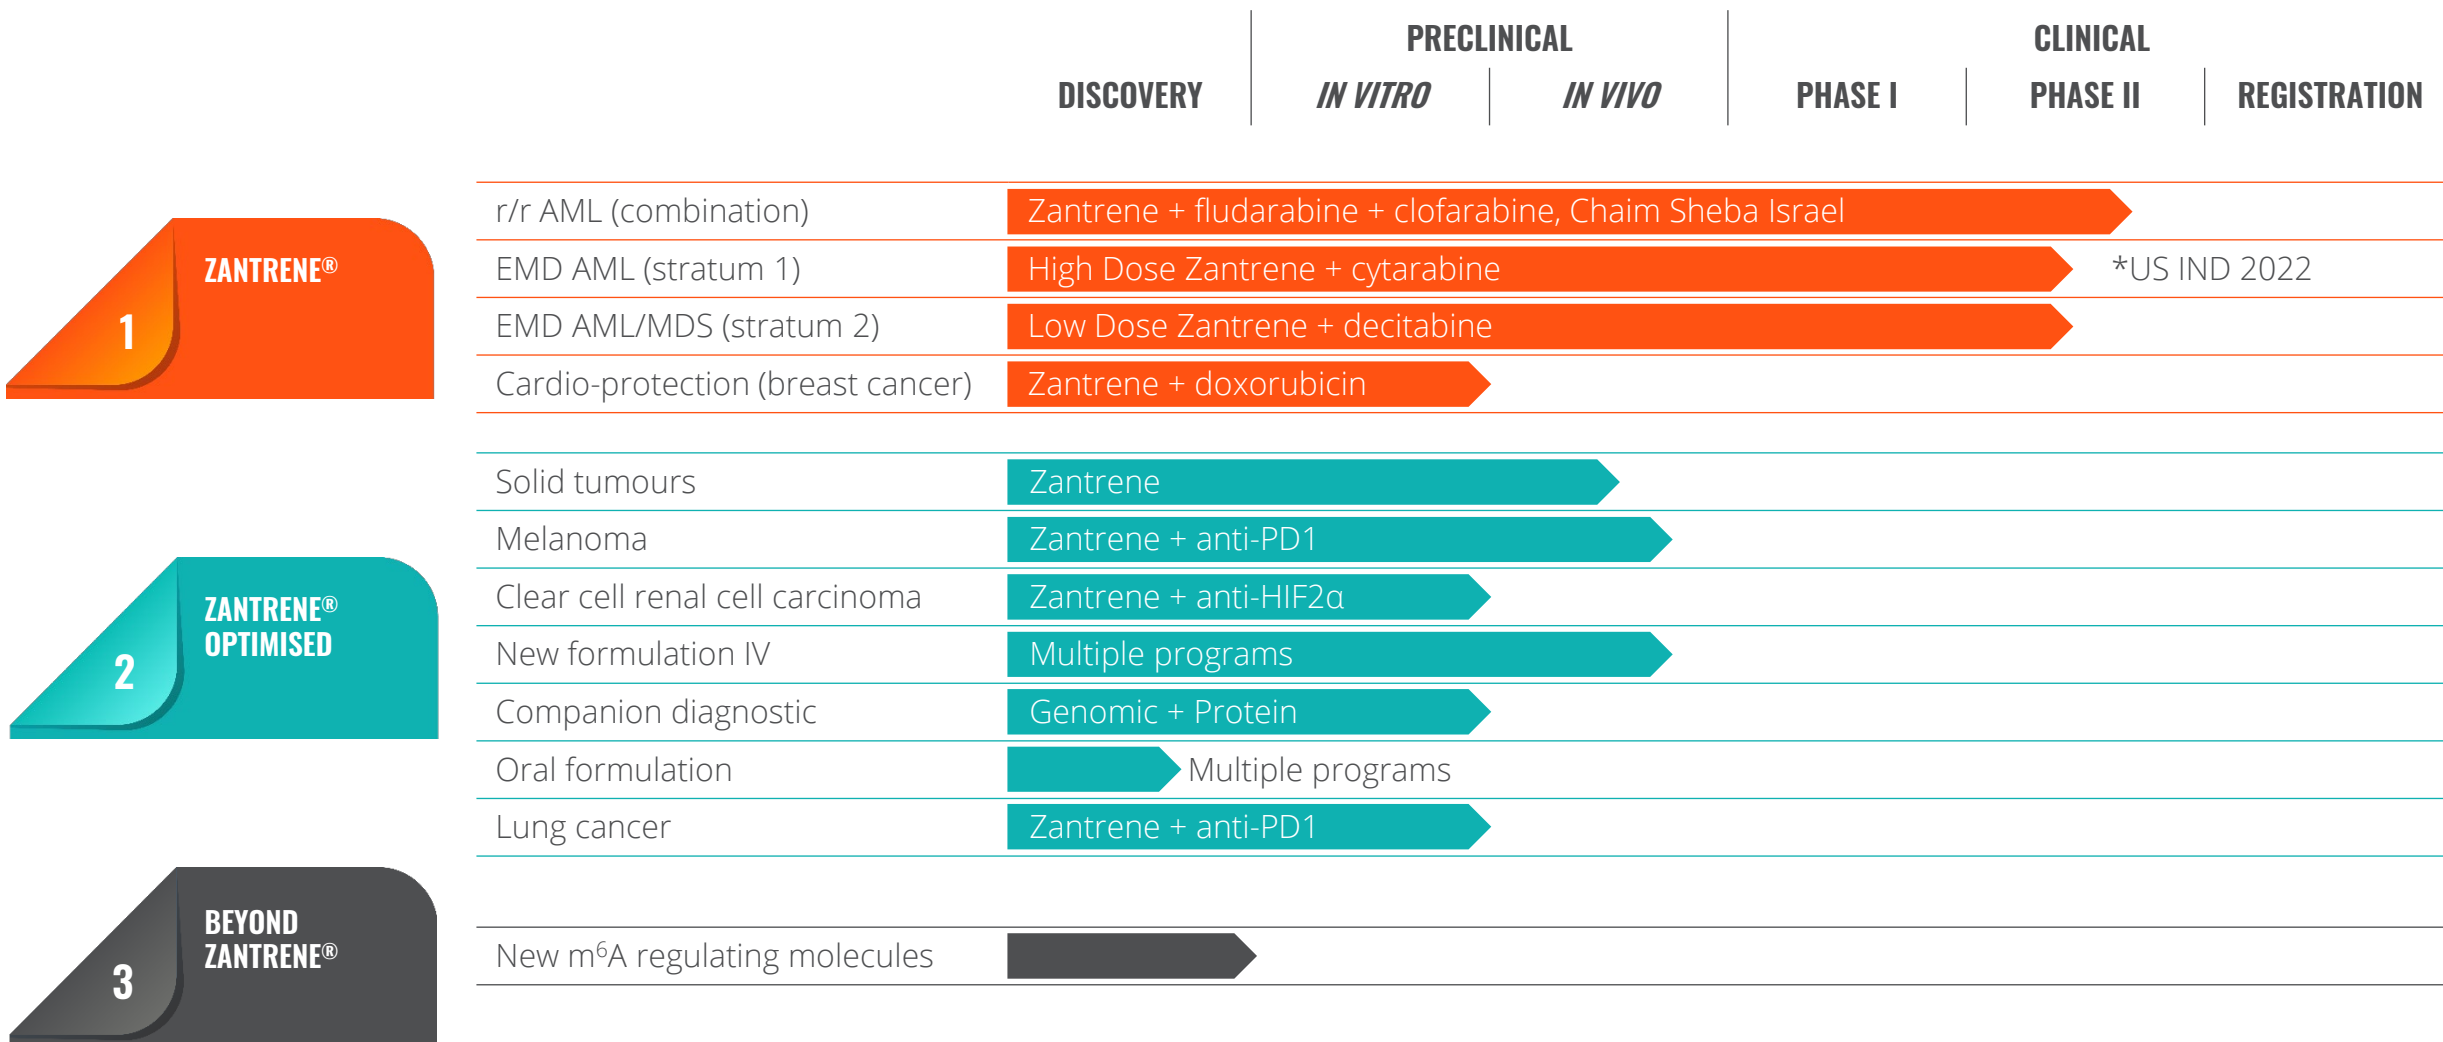 PRECLINICAL CLINICAL
DISCOVERY IN VITRO IN VIVO PHASE I PHASE II REGISTRATION
1
ZANTRENE®
r/r AML (combination) Zantrene + fludarabine + clofarabine, Chaim Sheba Israel
EMD AML (stratum 1) High Dose Zantrene + cytarabine *US IND 2022
EMD AML/MDS (stratum 2) Low Dose Zantrene + decitabine
Cardio-protection (breast cancer) Zantrene + doxorubicin
2
ZANTRENE®
OPTIMISED
Solid tumours Zantrene
Melanoma Zantrene + anti-PD1
Clear cell renal cell carcinoma Zantrene + anti-HIF2α
New formulation IV Multiple programs
Companion diagnostic Genomic + Protein
Oral formulation Multiple programs
Lung cancer Zantrene + anti-PD1
3
BEYOND
ZANTRENE®
New m⁶A regulating molecules